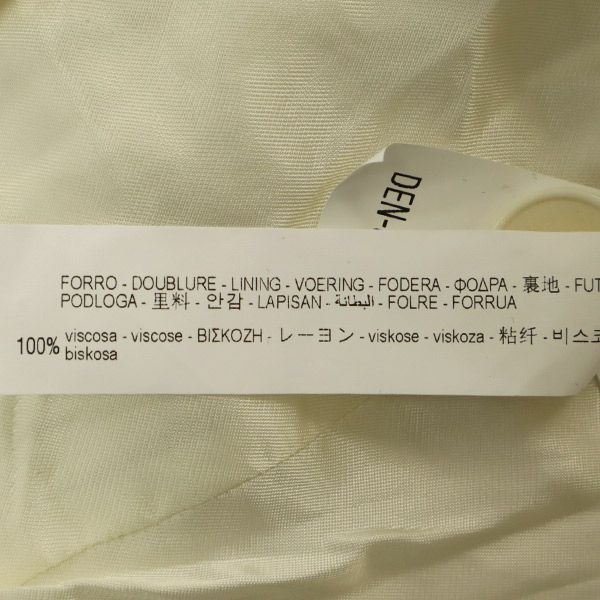 DEN-
FORRO - DOUBLURE - LINING - VOERING - FODERA - ΦΟΔΡΑ - 裏地 - FUT
PODLOGA - 里料 - 안감 - LAPISAN - البطانة - FOLRE - FORRUA
100% viscosa - viscose - ΒΙΣΚΟΖΗ - レーヨン - viskose - viskoza - 粘纤 - 비스코
biskosa